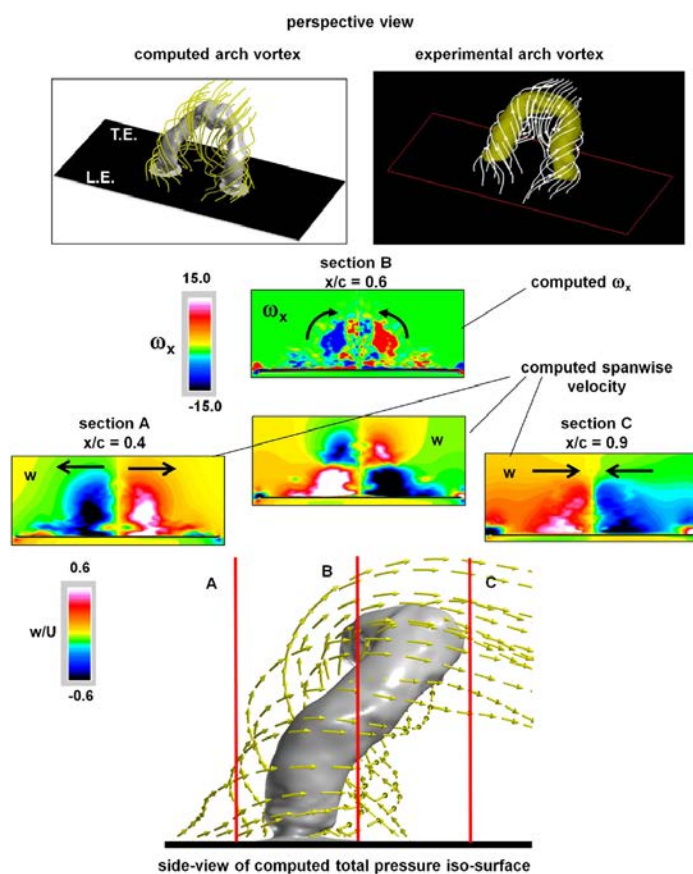 perspective view
computed arch vortex
experimental arch vortex
T.E.
L.E.
section B
x/c = 0.6
15.0
ωx
-15.0
ωx
computed ωx
computed spanwise
velocity
section A
x/c = 0.4
w
w
section C
x/c = 0.9
w
A
B
C
0.6
w/U
-0.6
side-view of computed total pressure iso-surface